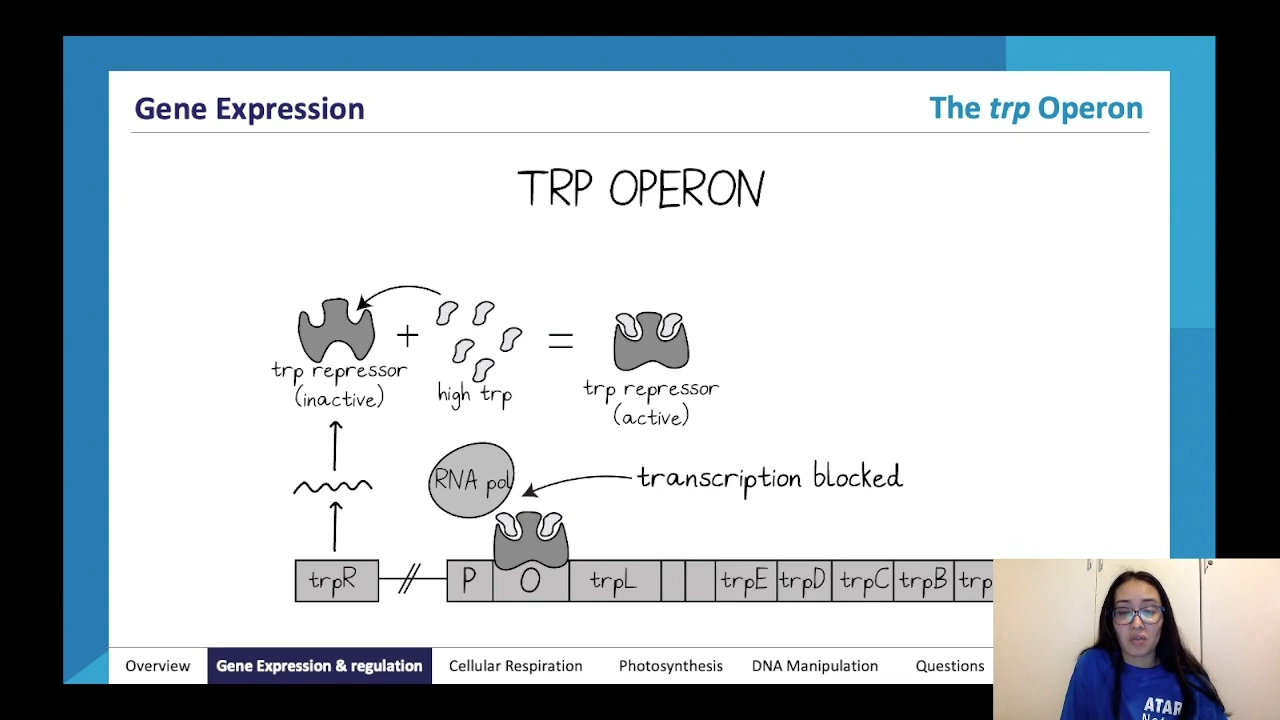 Gene Expression
The trp Operon
TRP OPERON
+
=
trp repressor
(inactive)
high trp
trp repressor
(active)
RNA pol
transcription blocked
trpR // P O trpL trpE trpD trpC trpB trp
Overview Gene Expression & regulation Cellular Respiration Photosynthesis DNA Manipulation Questions
ATAR